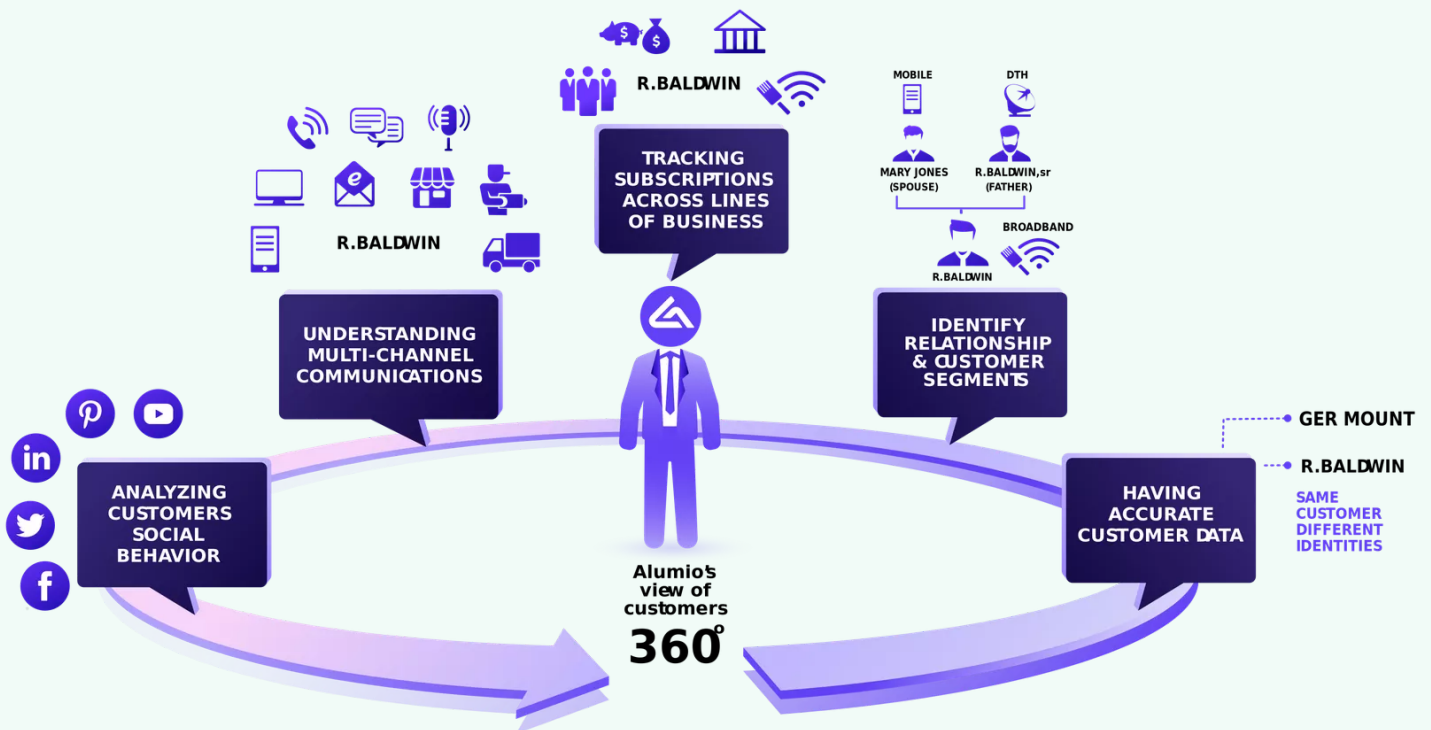 R.BALDWIN
MOBILE
DTH
MARY JONES
(SPOUSE)
R.BALDWIN,sr
(FATHER)
BROADBAND
R.BALDWIN
R.BALDWIN
TRACKING
SUBSCRIPTIONS
ACROSS LINES
OF BUSINESS
UNDERSTANDING
MULTI-CHANNEL
COMMUNICATIONS
IDENTIFY
RELATIONSHIP
& CUSTOMER
SEGMENTS
ANALYZING
CUSTOMERS
SOCIAL
BEHAVIOR
HAVING
ACCURATE
CUSTOMER DATA
GER MOUNT
R.BALDWIN
SAME
CUSTOMER
DIFFERENT
IDENTITIES
Alumio's
view of
customers
360°